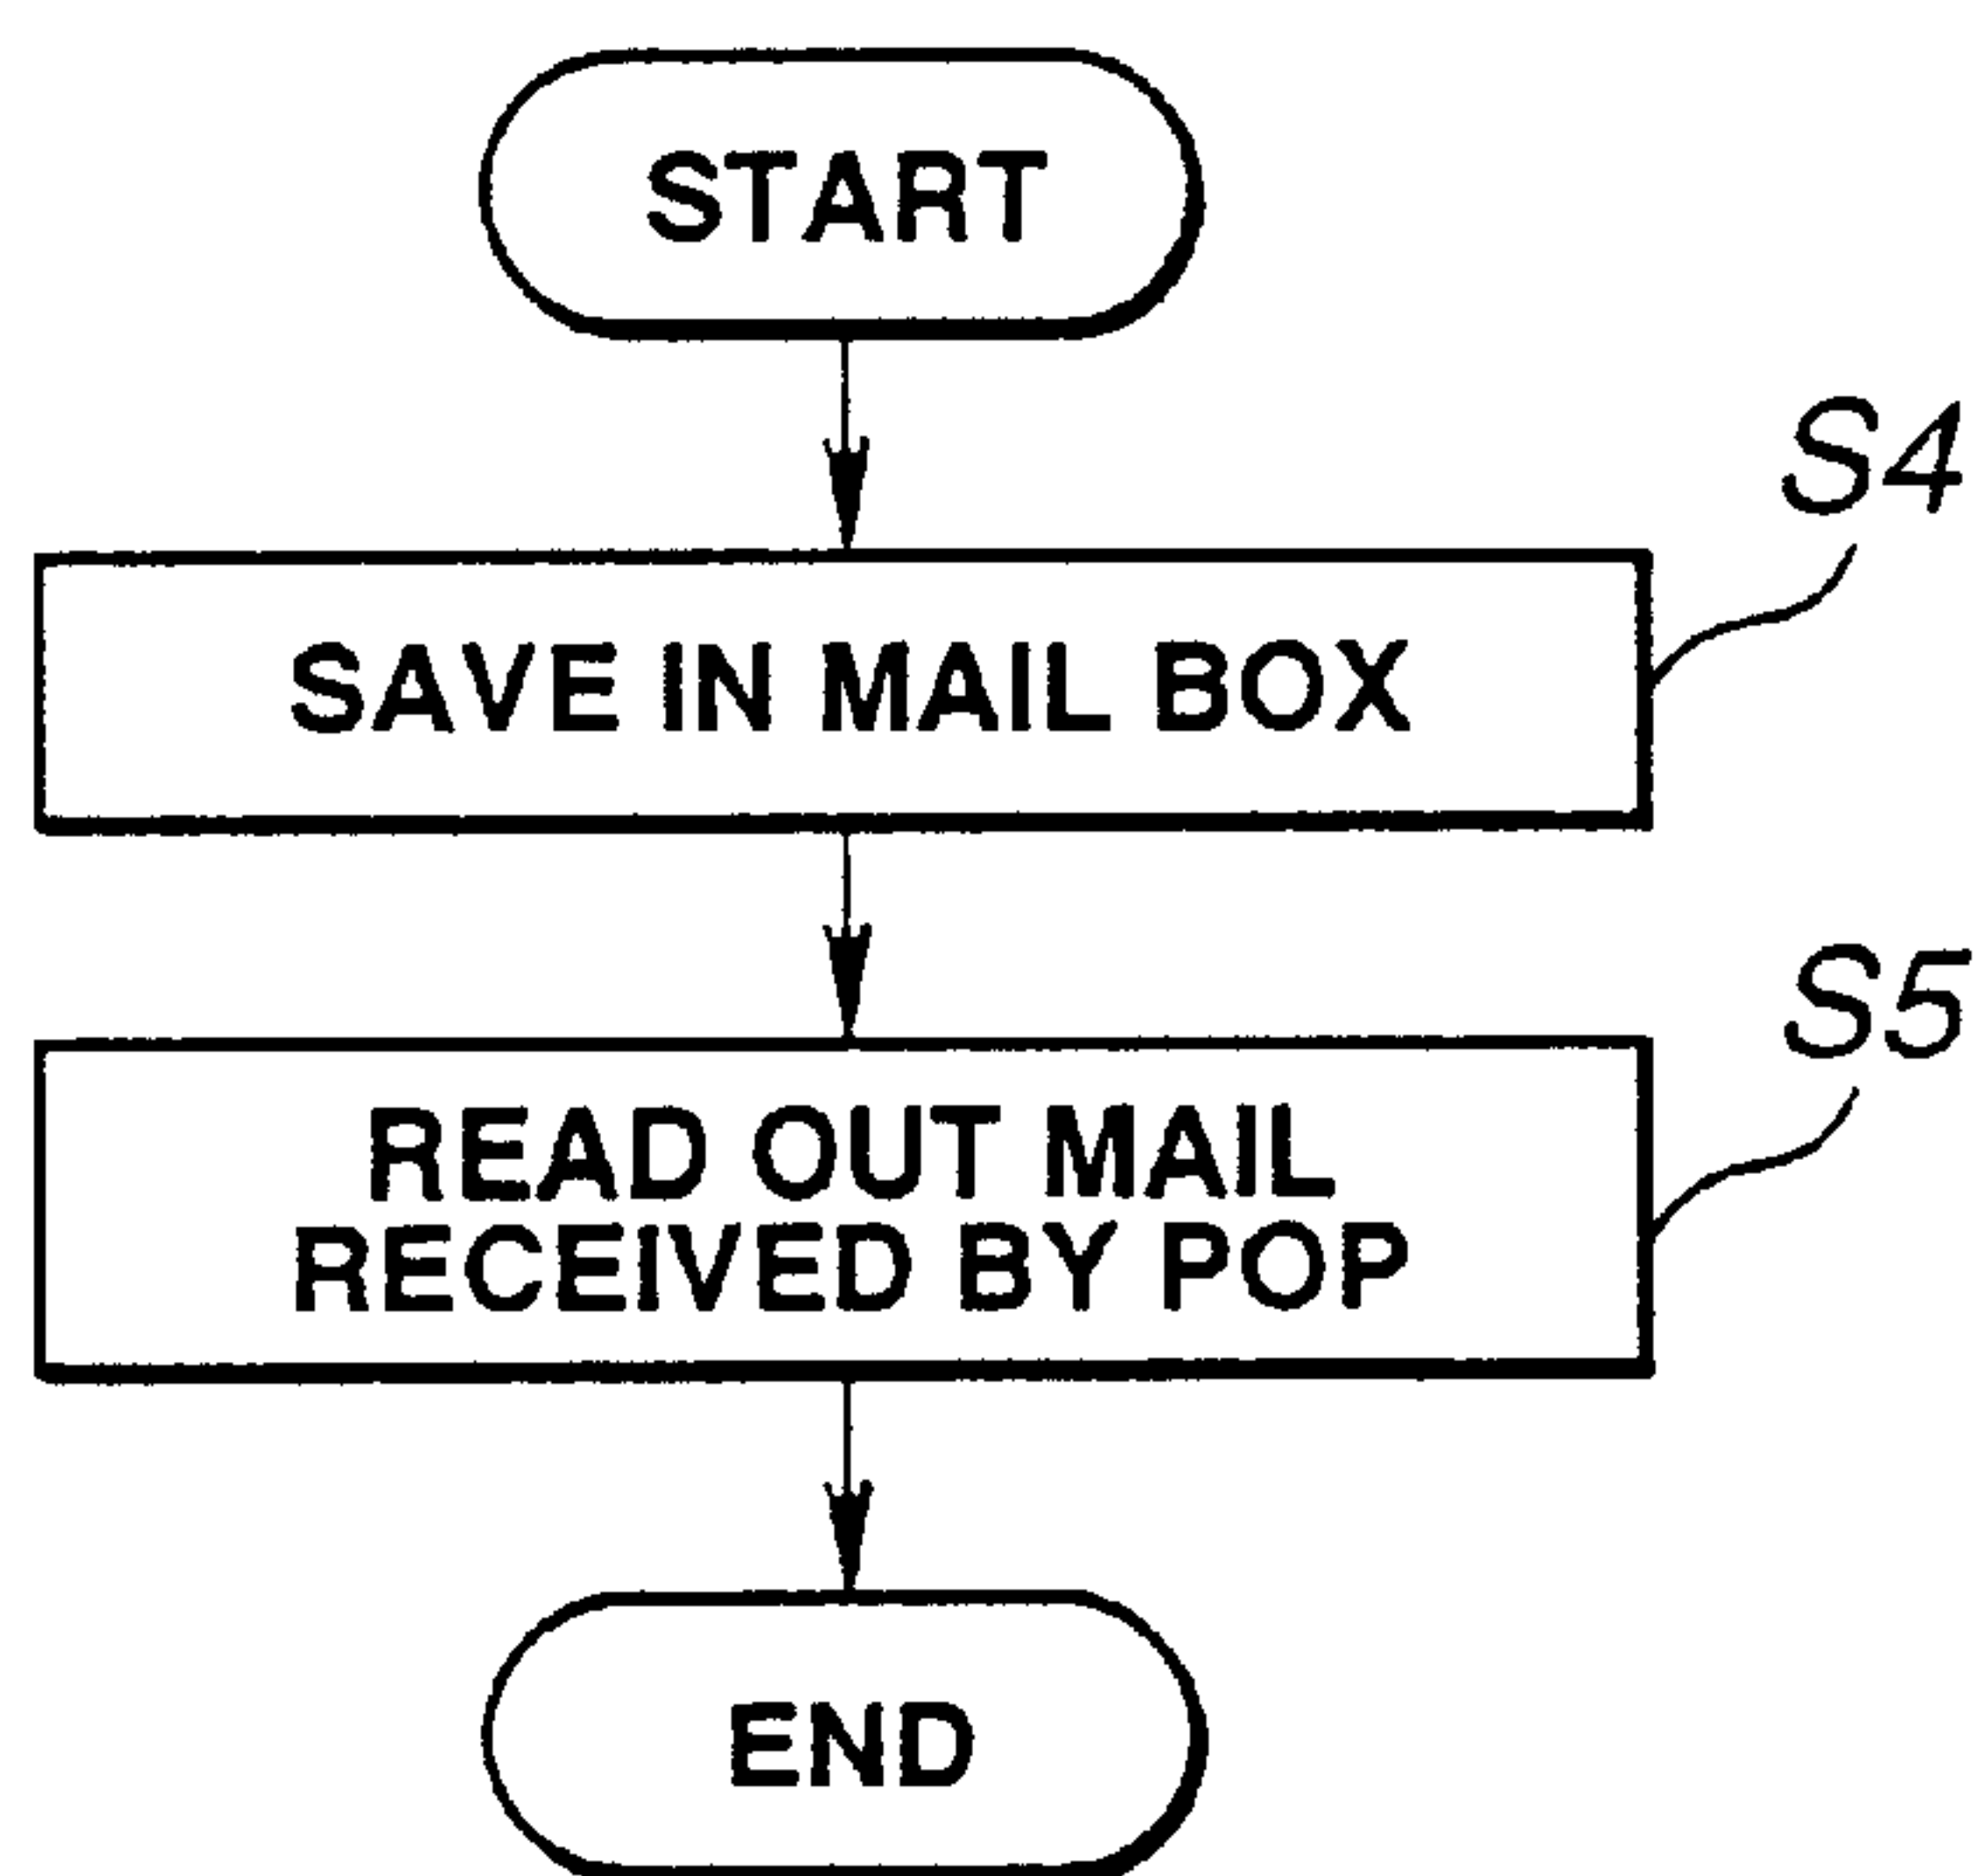 START
S4
SAVE IN MAIL BOX
S5
READ OUT MAIL
RECEIVED BY POP
END